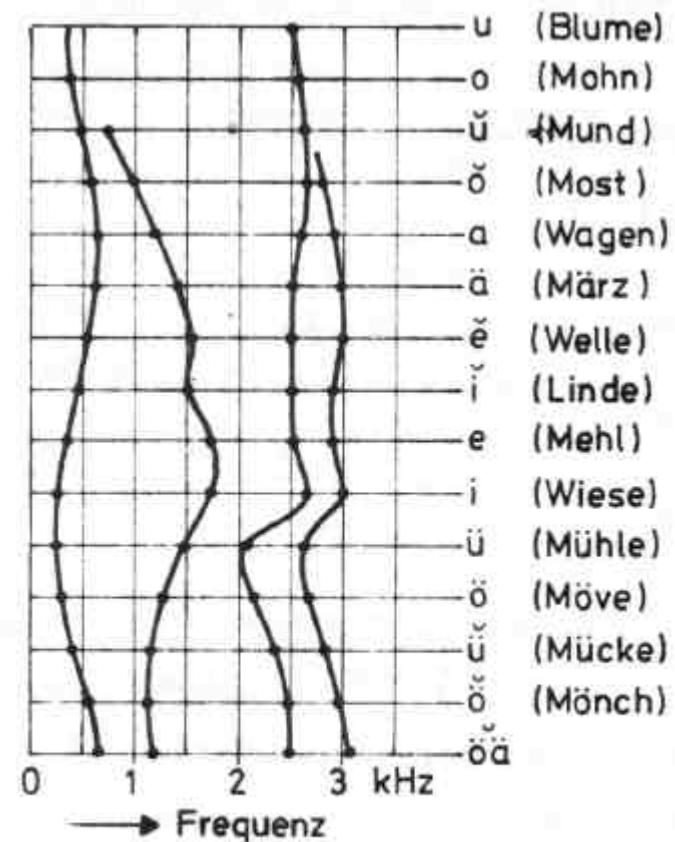 u (Blume)
o (Mohn)
ŭ (Mund)
ŏ (Most)
a (Wagen)
ä (März)
ĕ (Welle)
ĭ (Linde)
e (Mehl)
i (Wiese)
ü (Mühle)
ö (Möve)
ü̆ (Mücke)
ö̆ (Mönch)
öä
0 1 2 3 kHz
Frequenz